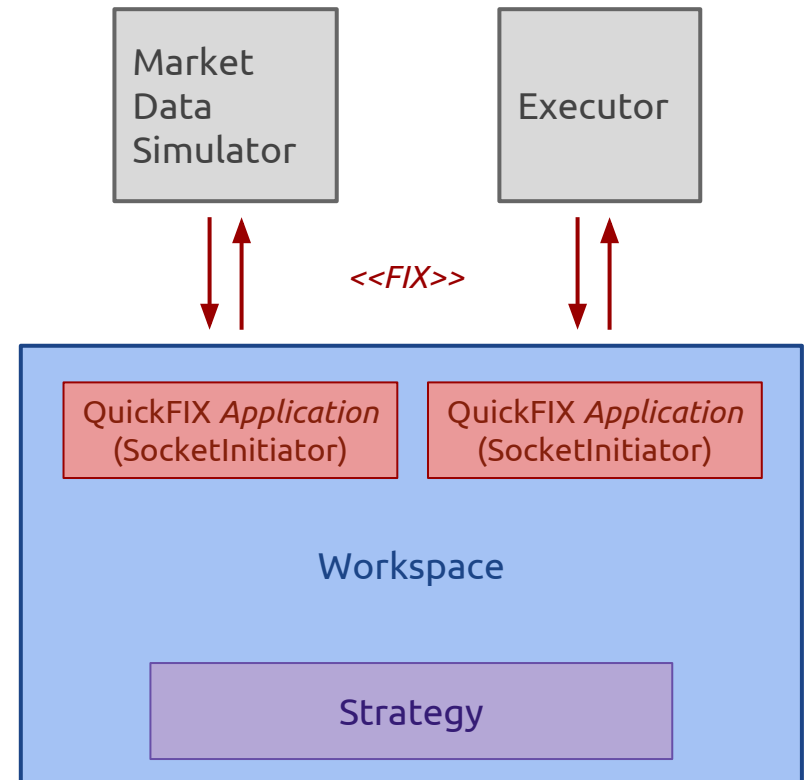 Market
Data
Simulator
Executor
<<FIX>>
QuickFIX Application
(SocketInitiator)
QuickFIX Application
(SocketInitiator)
Workspace
Strategy